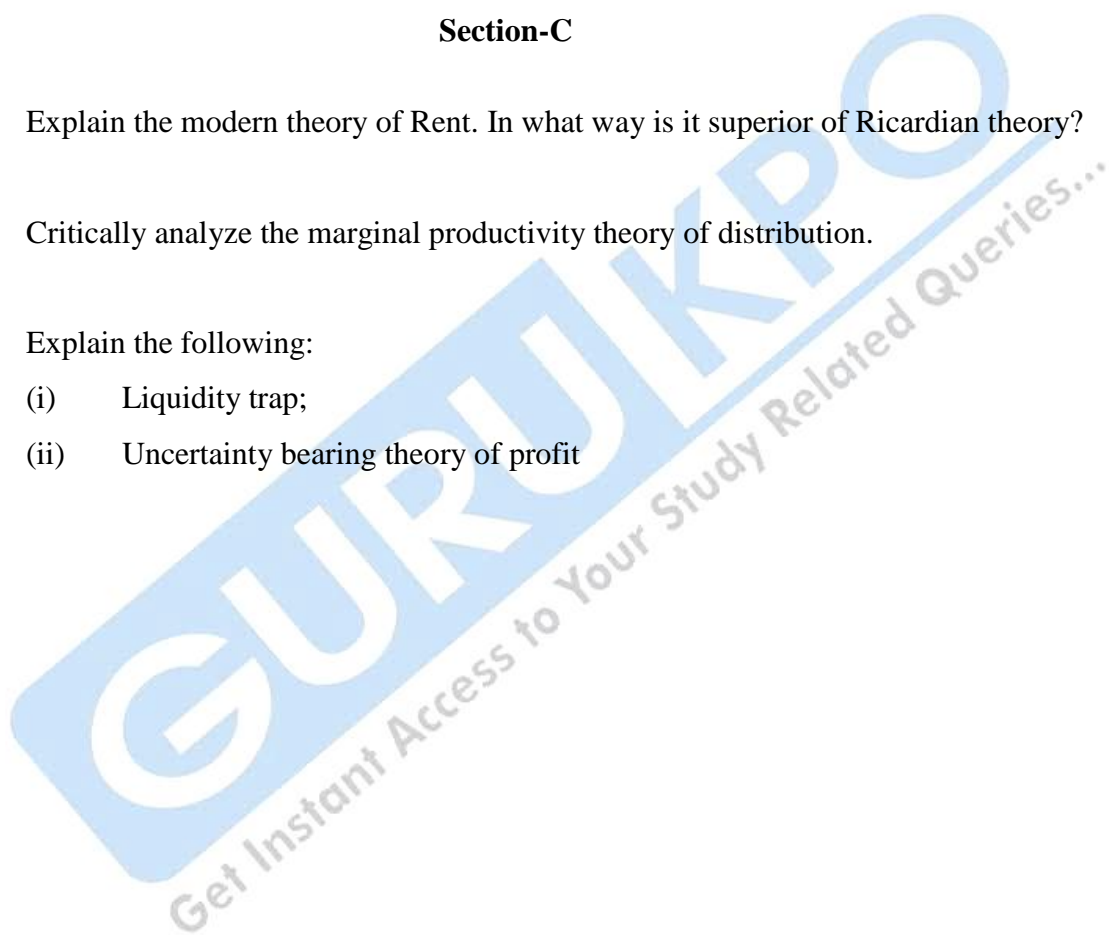 Section-C
Explain the modern theory of Rent. In what way is it superior of Ricardian theory?
Critically analyze the marginal productivity theory of distribution.
Explain the following:
(i) Liquidity trap;
(ii) Uncertainty bearing theory of profit
GURUKPO
Get Instant Access to Your Study Related Queries...